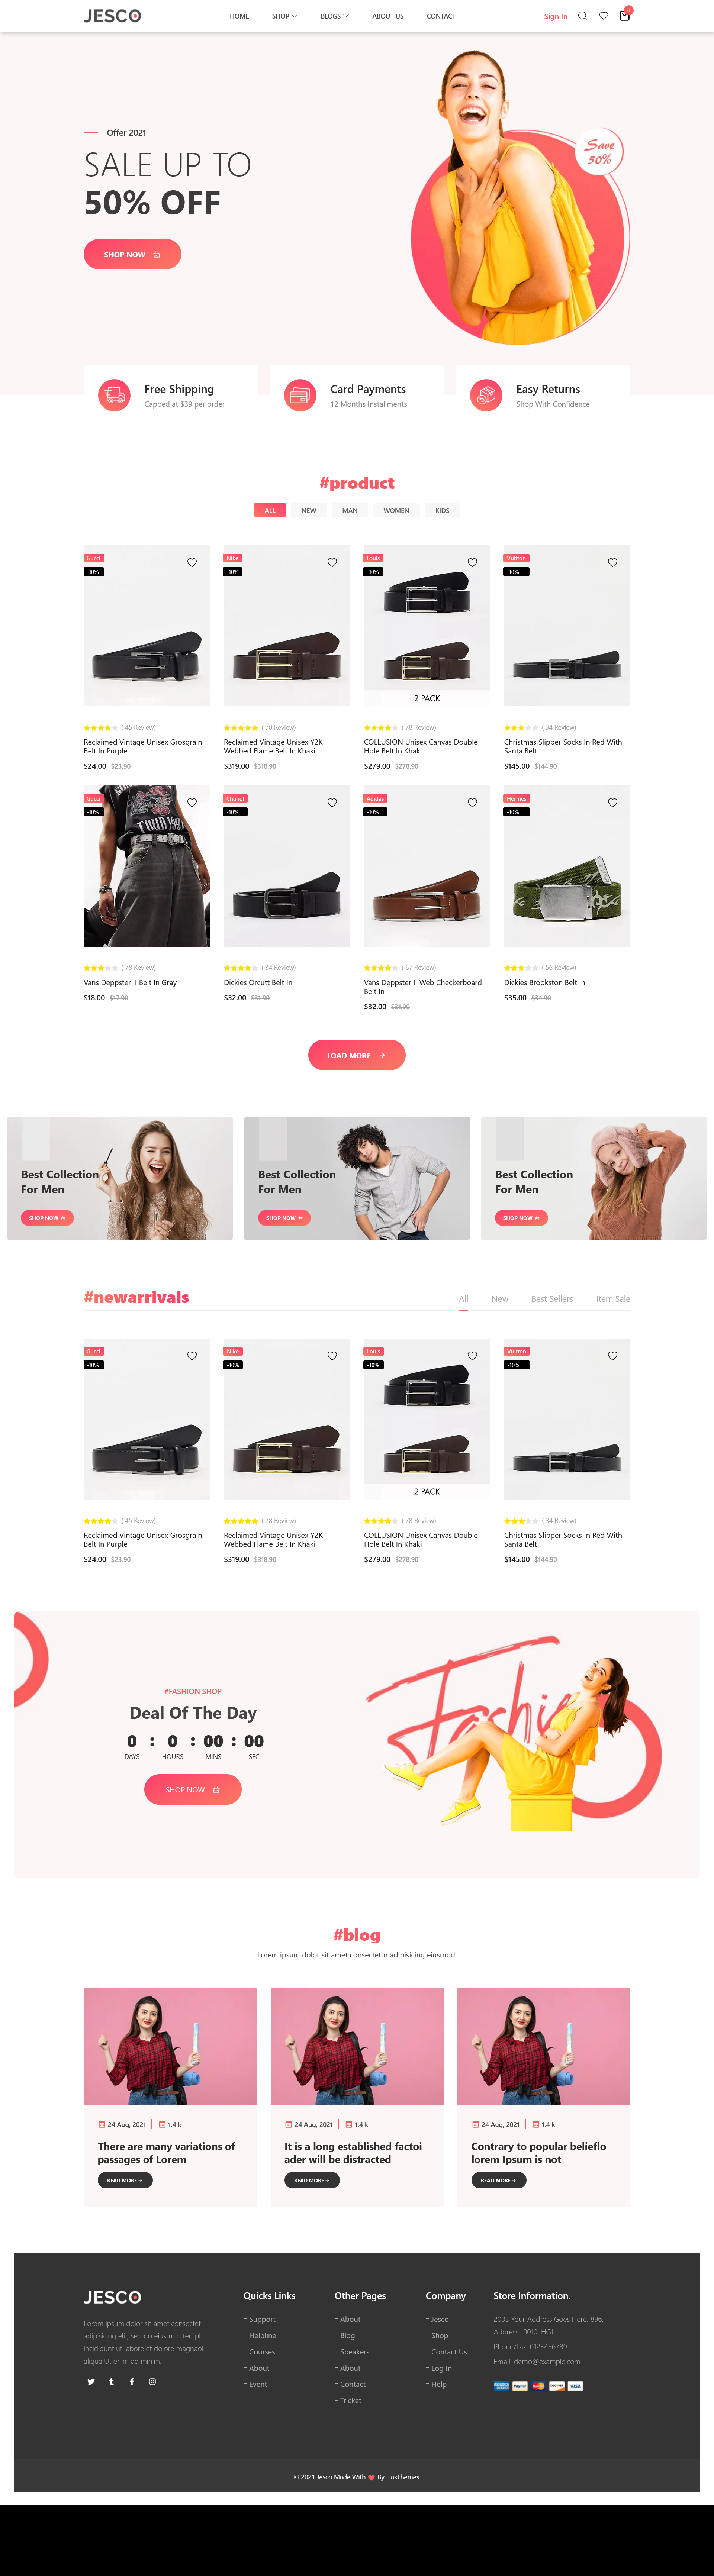 JESCO
HOME
SHOP
BLOGS
ABOUT US
CONTACT
Sign In
Offer 2021
SALE UP TO
50% OFF
SHOP NOW
Save
50%
Free Shipping
Capped at $39 per order
Card Payments
12 Months Installments
Easy Returns
Shop With Confidence
#product
ALL
NEW
MAN
WOMEN
KIDS
Gucci
-10%
Nike
-10%
Louis
-10%
2 PACK
Vuitton
-10%
( 45 Review)
Reclaimed Vintage Unisex Grosgrain
Belt In Purple
$24.00 $23.90
( 78 Review)
Reclaimed Vintage Unisex Y2K
Webbed Flame Belt In Khaki
$319.00 $318.90
( 78 Review)
COLLUSION Unisex Canvas Double
Hole Belt In Khaki
$279.00 $278.90
( 34 Review)
Christmas Slipper Socks In Red With
Santa Belt
$145.00 $144.90
Gucci
-10%
TOUR 1991
Chanel
-10%
Adidas
-10%
Hermès
-10%
( 78 Review)
Vans Deppster II Belt In Gray
$18.00 $17.90
( 34 Review)
Dickies Orcutt Belt In
$32.00 $31.90
( 67 Review)
Vans Deppster II Web Checkerboard
Belt In
$32.00 $31.90
( 56 Review)
Dickies Brookston Belt In
$35.00 $34.90
LOAD MORE
Best Collection
For Men
SHOP NOW
Best Collection
For Men
SHOP NOW
Best Collection
For Men
SHOP NOW
#newarrivals
All
New
Best Sellers
Item Sale
Gucci
-10%
Nike
-10%
Louis
-10%
2 PACK
Vuitton
-10%
( 45 Review)
Reclaimed Vintage Unisex Grosgrain
Belt In Purple
$24.00 $23.90
( 78 Review)
Reclaimed Vintage Unisex Y2K
Webbed Flame Belt In Khaki
$319.00 $318.90
( 78 Review)
COLLUSION Unisex Canvas Double
Hole Belt In Khaki
$279.00 $278.90
( 34 Review)
Christmas Slipper Socks In Red With
Santa Belt
$145.00 $144.90
#FASHION SHOP
Deal Of The Day
0 : 0 : 00 : 00
DAYS HOURS MINS SEC
SHOP NOW
Fashion
#blog
Lorem ipsum dolor sit amet consectetur adipisicing eiusmod.
24 Aug, 2021 1.4 k
There are many variations of
passages of Lorem
READ MORE
24 Aug, 2021 1.4 k
It is a long established factoi
ader will be distracted
READ MORE
24 Aug, 2021 1.4 k
Contrary to popular belieflo
lorem Ipsum is not
READ MORE
JESCO
Lorem ipsum dolor sit amet consectet
adipisicing elit, sed do eiusmod templ
incididunt ut labore et dolore magnaol
aliqua Ut enim ad minim.
Quicks Links
- Support
- Helpline
- Courses
- About
- Event
Other Pages
- About
- Blog
- Speakers
- About
- Contact
- Tricket
Company
- Jesco
- Shop
- Contact Us
- Log In
- Help
Store Information.
2005 Your Address Goes Here. 896,
Address 10010, HGJ
Phone/Fax: 0123456789
Email: demo@example.com
PayPal
VISA
© 2021 Jesco Made With By HasThemes.